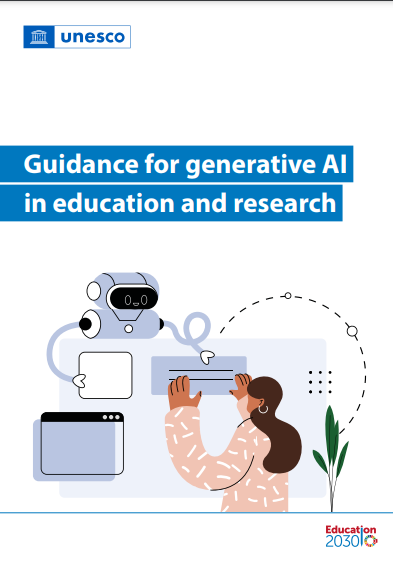 unesco
Guidance for generative AI
in education and research
Education
2030